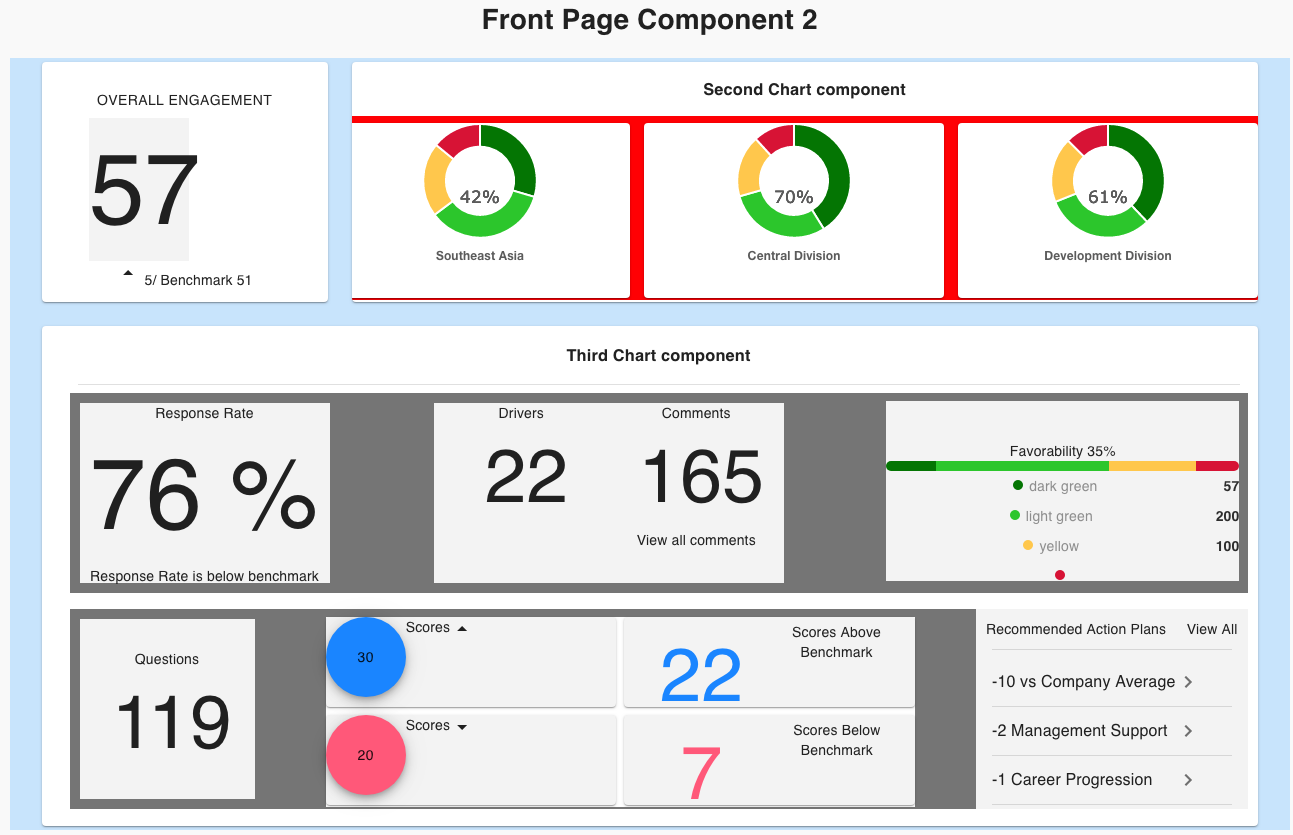 Front Page Component 2
OVERALL ENGAGEMENT
57
5/ Benchmark 51
Second Chart component
42%
Southeast Asia
70%
Central Division
61%
Development Division
Third Chart component
Response Rate
76 %
Response Rate is below benchmark
Drivers
22
Comments
165
View all comments
Favorability 35%
dark green 57
light green 200
yellow 100
Questions
119
30
Scores
20
Scores
22
Scores Above
Benchmark
7
Scores Below
Benchmark
Recommended Action Plans View All
-10 vs Company Average
-2 Management Support
-1 Career Progression